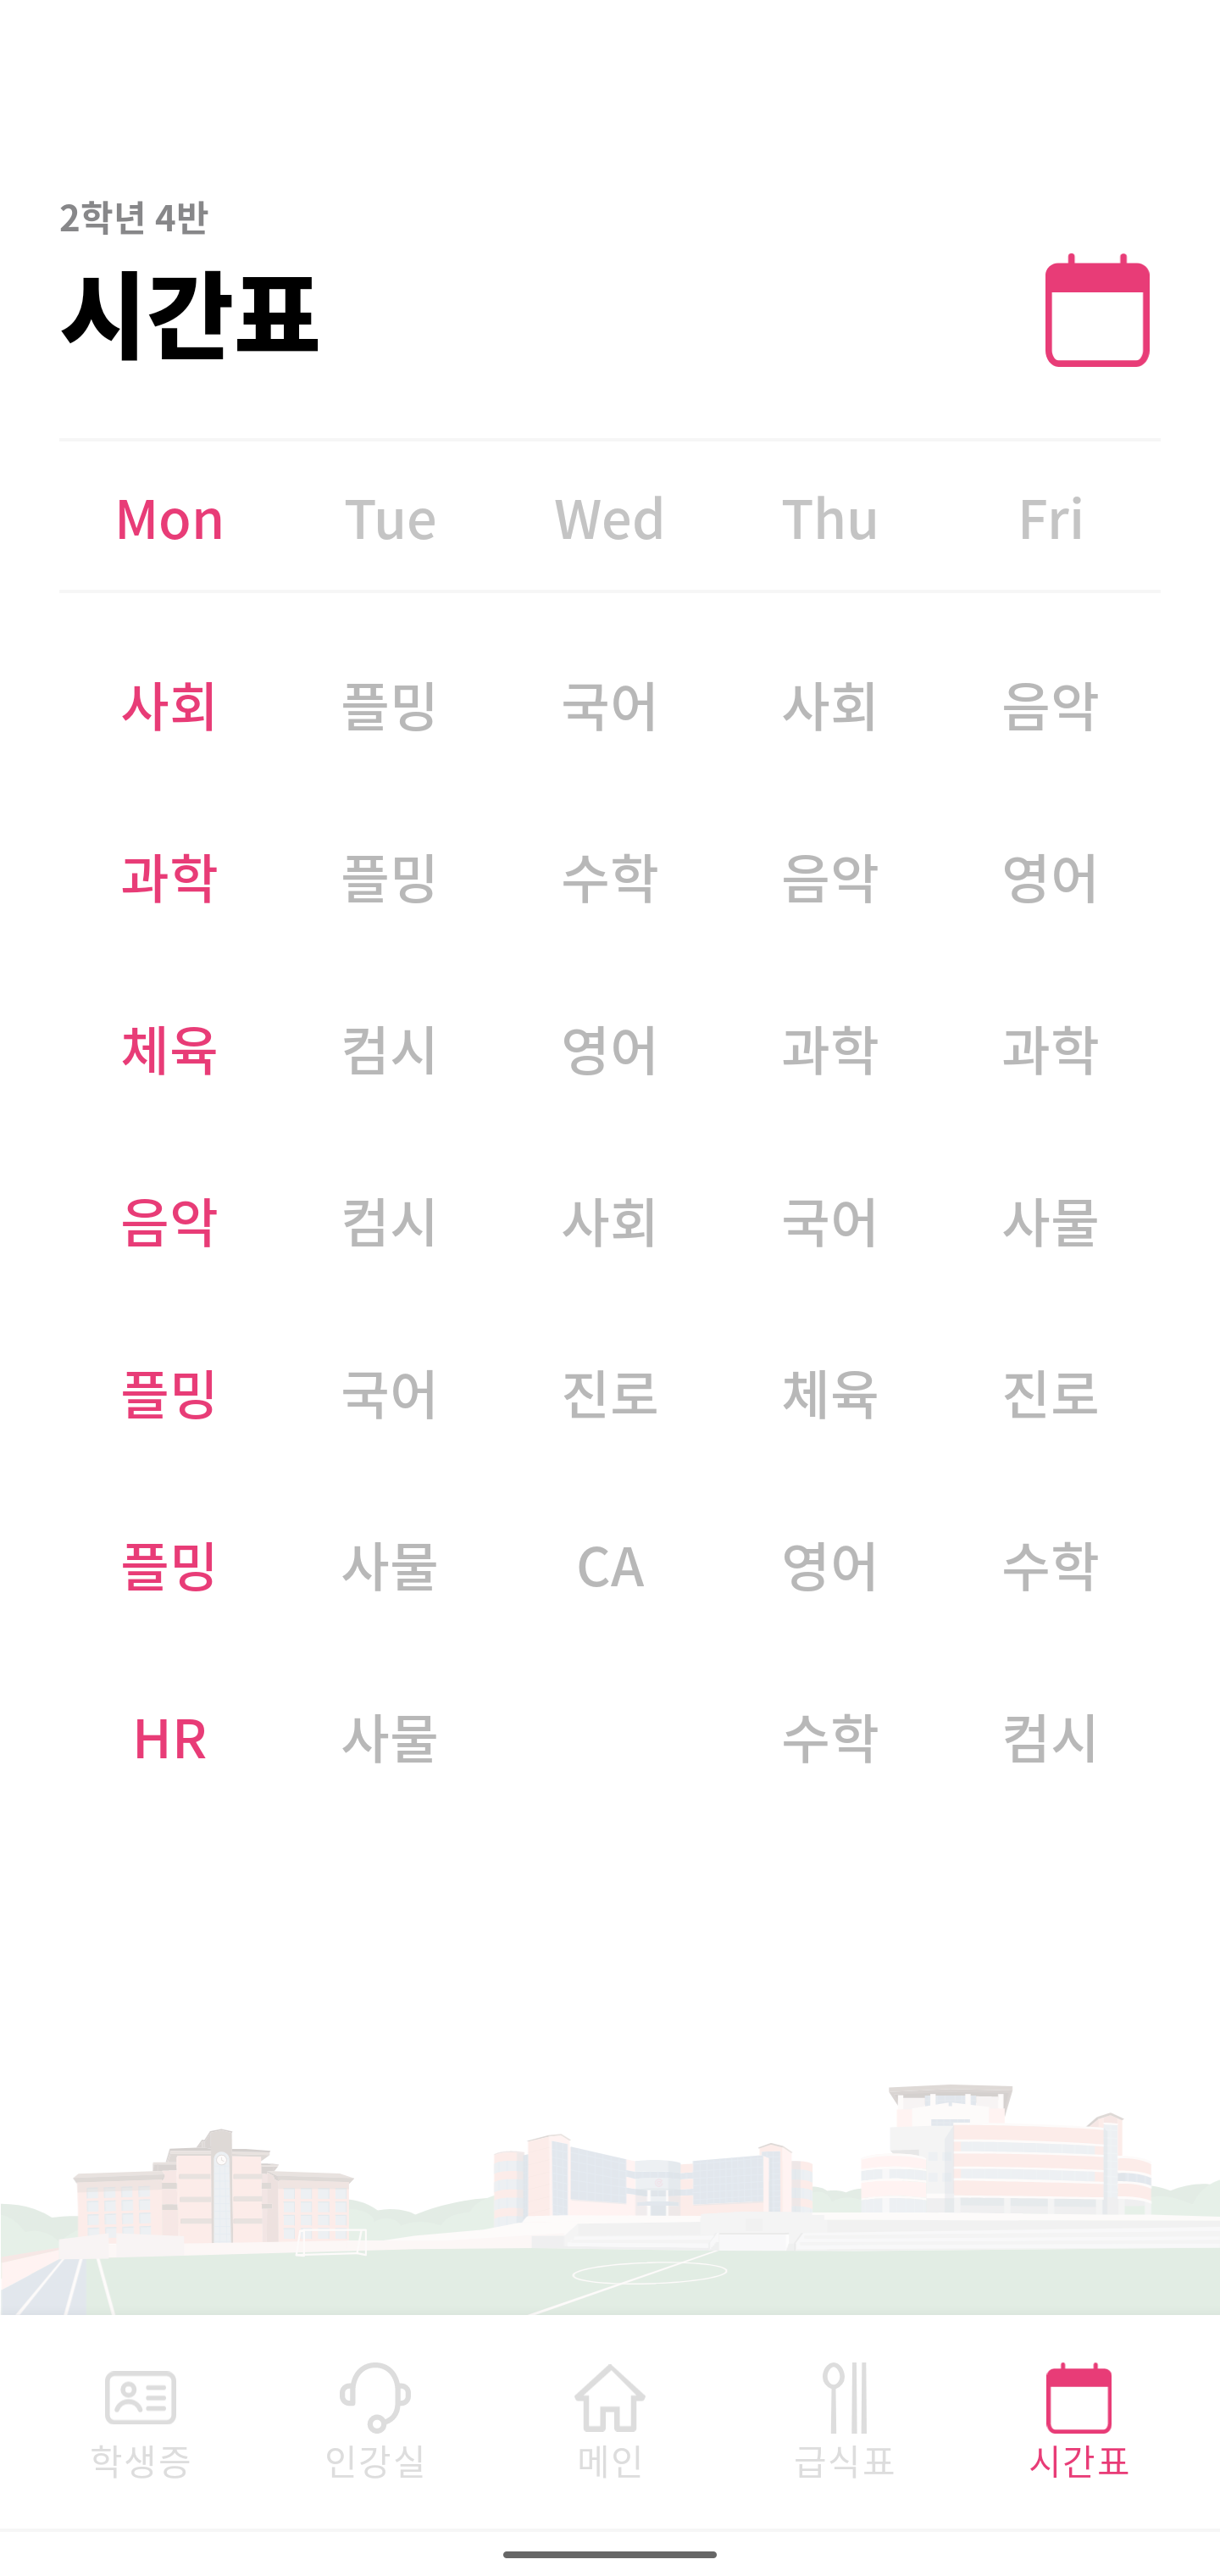 2학년 4반
시간표
Mon Tue Wed Thu Fri
사회 플밍 국어 사회 음악
과학 플밍 수학 음악 영어
체육 컴시 영어 과학 과학
음악 컴시 사회 국어 사물
플밍 국어 진로 체육 진로
플밍 사물 CA 영어 수학
HR 사물 수학 컴시
학생증 인강실 메인 급식표 시간표